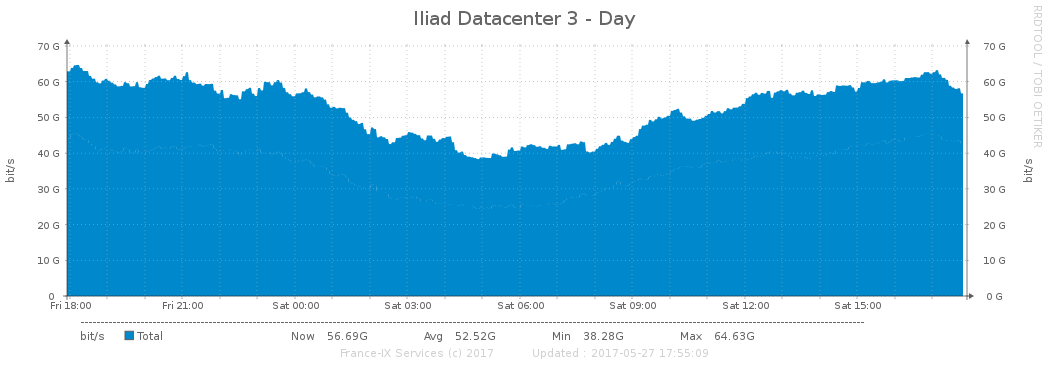 Iliad Datacenter 3 - Day
RRDTOOL / TOBI OETIKER
70 G 70 G
60 G 60 G
50 G 50 G
40 G 40 G
30 G 30 G
20 G 20 G
10 G 10 G
0 0 G
bit/s bit/s
Fri 18:00 Fri 21:00 Sat 00:00 Sat 03:00 Sat 06:00 Sat 09:00 Sat 12:00 Sat 15:00
bit/s Total Now 56.69G Avg 52.52G Min 38.28G Max 64.63G
France-IX Services (c) 2017 Updated : 2017-05-27 17:55:09